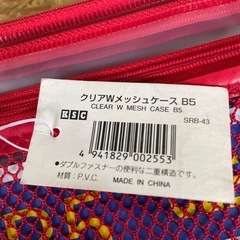 クリアWメッシュケース B5
CLEAR W MESH CASE B5
KSC
SRB-43
4 941829 002553
●ダブルファスナーの便利な二重構造です。
材質:P.V.C. MADE IN CHINA